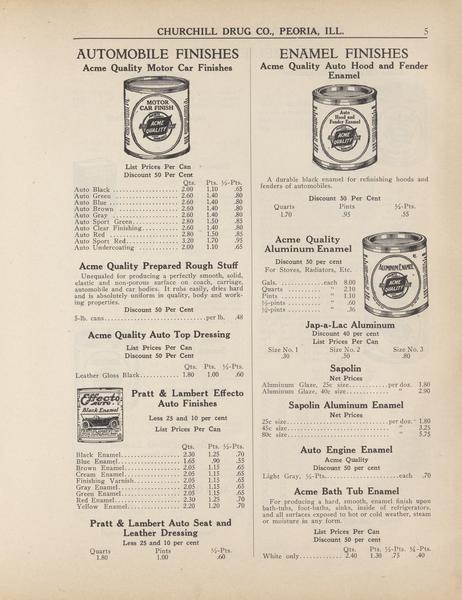 CHURCHILL DRUG CO., PEORIA, ILL. 5
AUTOMOBILE FINISHES
Acme Quality Motor Car Finishes
MOTOR
CAR FINISH
ACME
QUALITY
List Prices Per Can
Discount 50 Per Cent
Qts. Pts. ½-Pts.
Auto Black 2.00 1.10 .65
Auto Green 2.60 1.40 .80
Auto Blue 2.60 1.40 .80
Auto Brown 2.60 1.40 .80
Auto Gray 2.60 1.40 .80
Auto Sport Green 2.80 1.50 .85
Auto Clear Finishing 2.60 1.40 .80
Auto Red 2.80 1.50 .85
Auto Sport Red 3.20 1.70 .95
Auto Undercoating 2.00 1.10 .65
Acme Quality Prepared Rough Stuff
Unequaled for producing a perfectly smooth, solid,
elastic and non-porous surface on coach, carriage,
automobile and car bodies. It rubs easily, dries hard
and is absolutely uniform in quality, body and work-
ing properties.
Discount 50 Per Cent
5-lb. cans per lb. .48
Acme Quality Auto Top Dressing
List Prices Per Can
Discount 50 Per Cent
Qts. Pts. ½-Pts.
Leather Gloss Black 1.80 1.00 .60
Effecto
AUTO
Black Enamel
Pratt & Lambert Effecto
Auto Finishes
Less 25 and 10 per cent
List Prices Per Can
Qts. Pts. ½-Pts.
Black Enamel 2.30 1.25 .70
Blue Enamel 1.65 .90 .55
Brown Enamel 2.05 1.15 .65
Cream Enamel 2.05 1.15 .65
Finishing Varnish 2.05 1.15 .65
Gray Enamel 2.05 1.15 .65
Green Enamel 2.05 1.15 .65
Red Enamel 2.30 1.25 .70
Yellow Enamel 2.20 1.20 .70
Pratt & Lambert Auto Seat and
Leather Dressing
Less 25 and 10 per cent
Quarts Pints ½-Pts.
1.80 1.00 .60
ENAMEL FINISHES
Acme Quality Auto Hood and Fender
Enamel
Auto
Hood and
Fender Enamel
ACME
QUALITY
A durable black enamel for refinishing hoods and
fenders of automobiles.
Discount 50 Per Cent
Quarts Pints ½-Pts.
1.70 .95 .55
Acme Quality
Aluminum Enamel
Discount 50 per cent
For Stoves, Radiators, Etc.
Gals. each 8.00
Quarts " 2.10
Pints " 1.10
½-pints " .60
¼-pints " .36
ALUMINUM ENAMEL
ACME
QUALITY
Jap-a-Lac Aluminum
Discount 40 per cent
List Prices Per Can
Size No. 1 Size No. 2 Size No. 3
.30 .50 .80
Sapolin
Net Prices
Aluminum Glaze, 25c size per doz. 1.80
Aluminum Glaze, 40c size " 2.90
Sapolin Aluminum Enamel
Net Prices
25c size per doz. 1.80
45c size " 3.25
80c size " 5.75
Auto Engine Enamel
Acme Quality
Discount 50 Per cent
Light Gray, ½-Pts. each .70
Acme Bath Tub Enamel
For producing a hard, smooth, enamel finish upon
bath-tubs, foot-baths, sinks, inside of refrigerators,
and all surfaces exposed to hot or cold weather, steam
or moisture in any form.
List Prices Per Can
Discount 50 Per Cent
Qts. Pts. ½-Pts. ¼-Pts.
White only 2.40 1.30 .75 .40